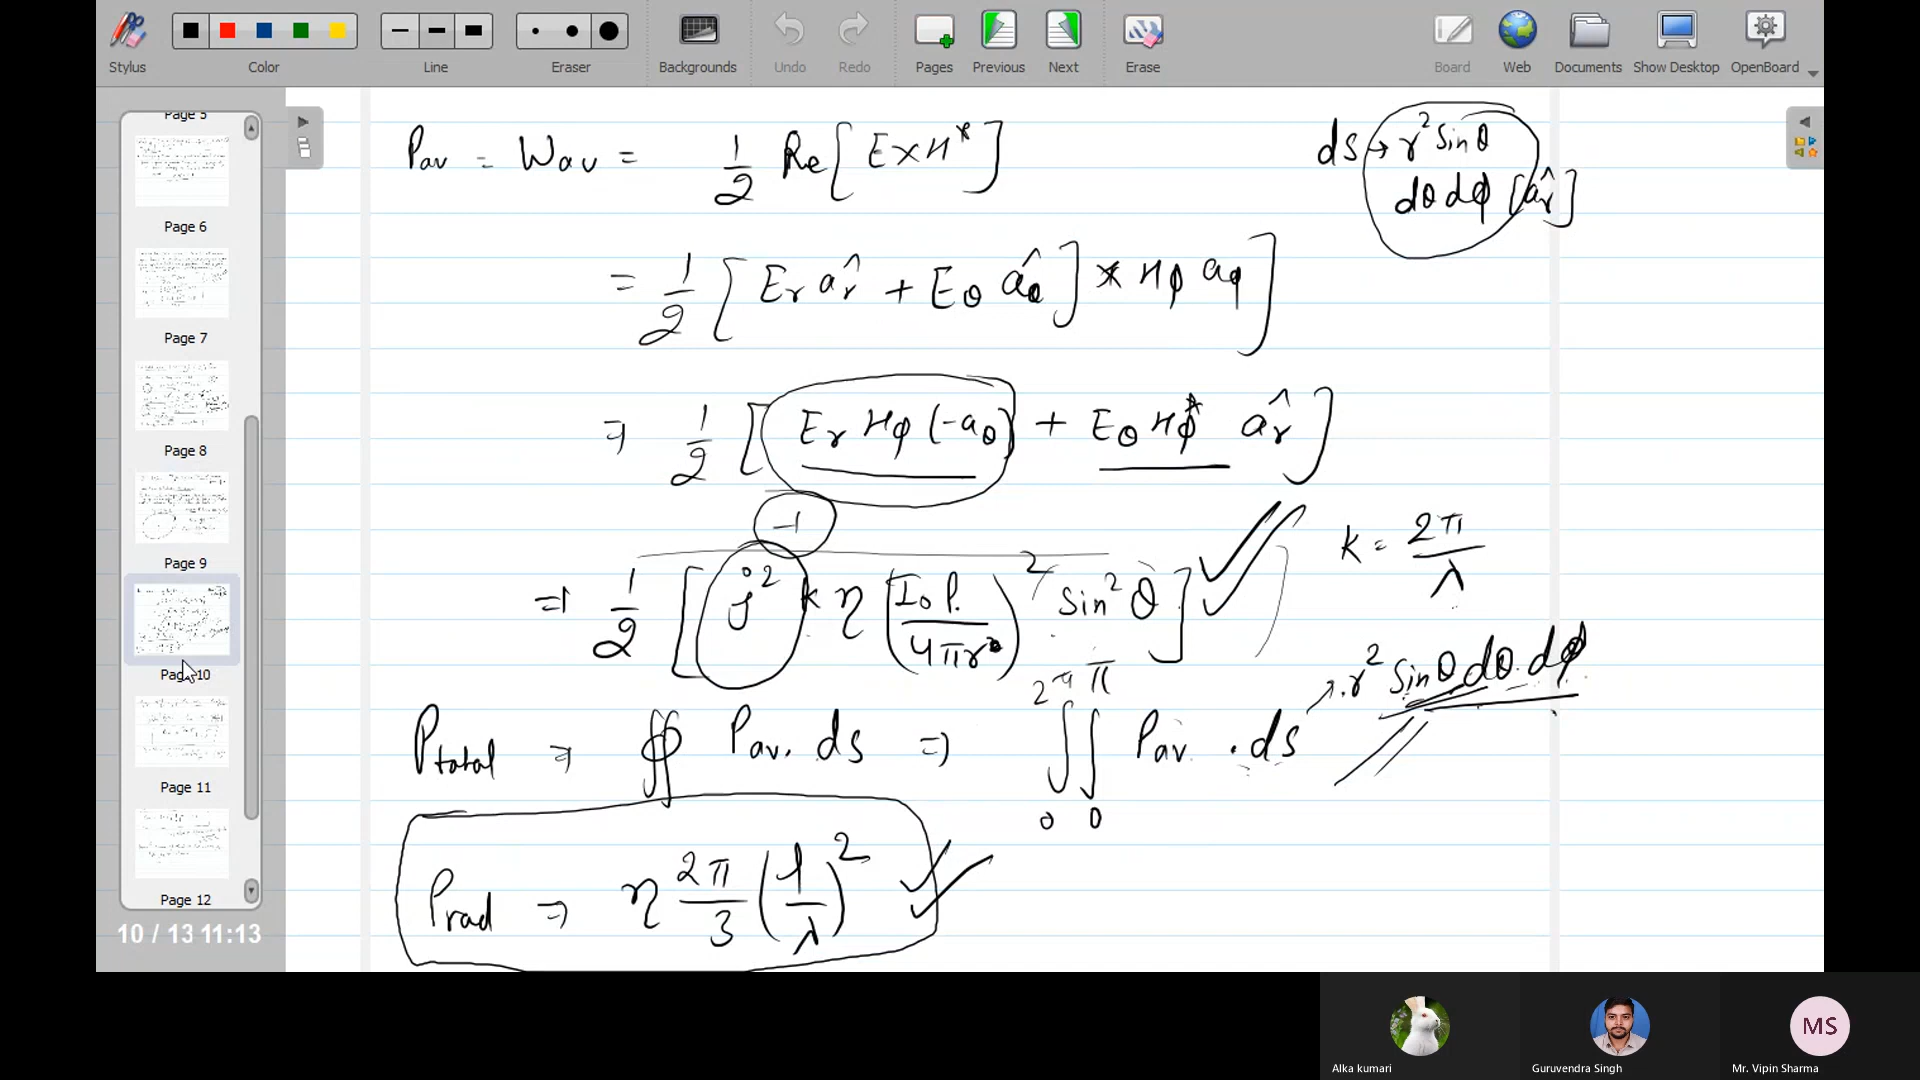 Stylus Color Line Eraser Backgrounds Undo Redo Pages Previous Next Erase Board Web Documents Show Desktop OpenBoard
Page 5
Page 6
Page 7
Page 8
Page 9
Page 10
Page 11
Page 12
10 / 13 11:13
Pav = Wav = 1/2 Re[E×H*]
ds → r² sinθ
dθ dϕ [âr]
= 1/2 [Er âr + Eθ âθ] * Hϕ aϕ]
⇒ 1/2 [Er Hϕ (-aθ) + Eθ Hϕ* âr]
-1
k = 2π/λ
⇒ 1/2 [j² k η (I₀ l / 4πr)² sin² θ]
r² sinθ dθ. dϕ
Ptotal ⇒ ∯ Pav. ds ⇒ ∫₀^2π ∫₀^π Pav . ds
Prad ⇒ η 2π/3 (l/λ)²
Alka kumari
Guruvendra Singh
MS
Mr. Vipin Sharma